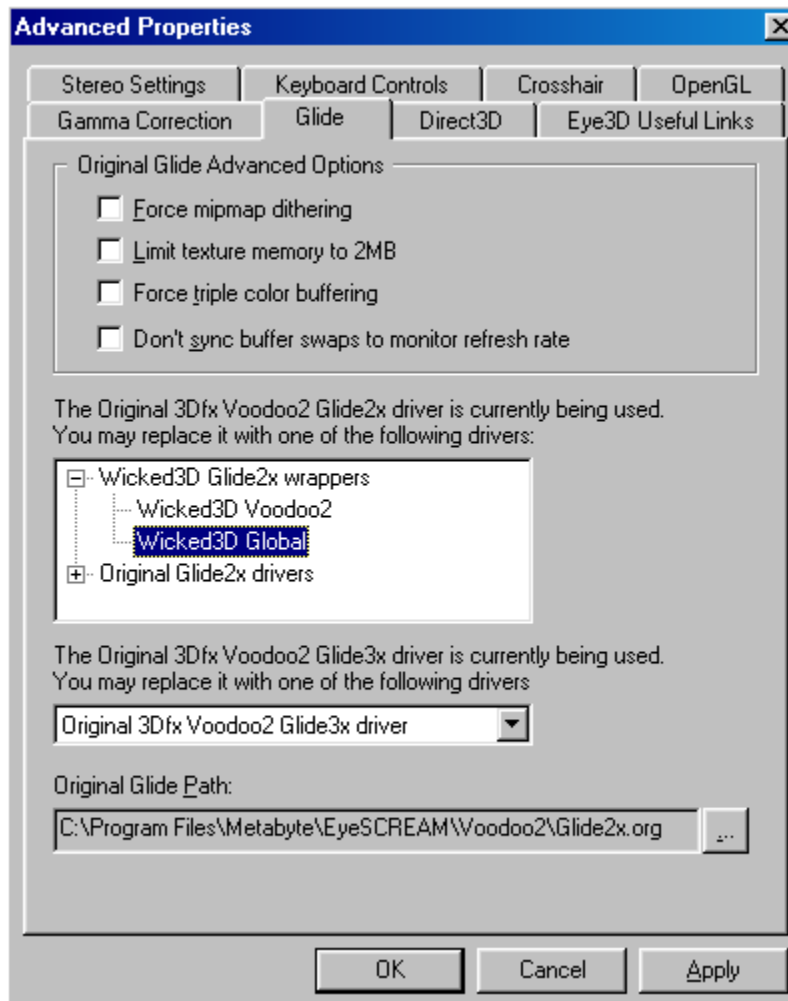 Advanced Properties
Stereo Settings Keyboard Controls Crosshair OpenGL
Gamma Correction Glide Direct3D Eye3D Useful Links
Original Glide Advanced Options
Force mipmap dithering
Limit texture memory to 2MB
Force triple color buffering
Don't sync buffer swaps to monitor refresh rate
The Original 3Dfx Voodoo2 Glide2x driver is currently being used.
You may replace it with one of the following drivers:
Wicked3D Glide2x wrappers
Wicked3D Voodoo2
Wicked3D Global
Original Glide2x drivers
The Original 3Dfx Voodoo2 Glide3x driver is currently being used.
You may replace it with one of the following drivers
Original 3Dfx Voodoo2 Glide3x driver
Original Glide Path:
C:\Program Files\Metabyte\EyeSCREAM\Voodoo2\Glide2x.org ...
OK Cancel Apply